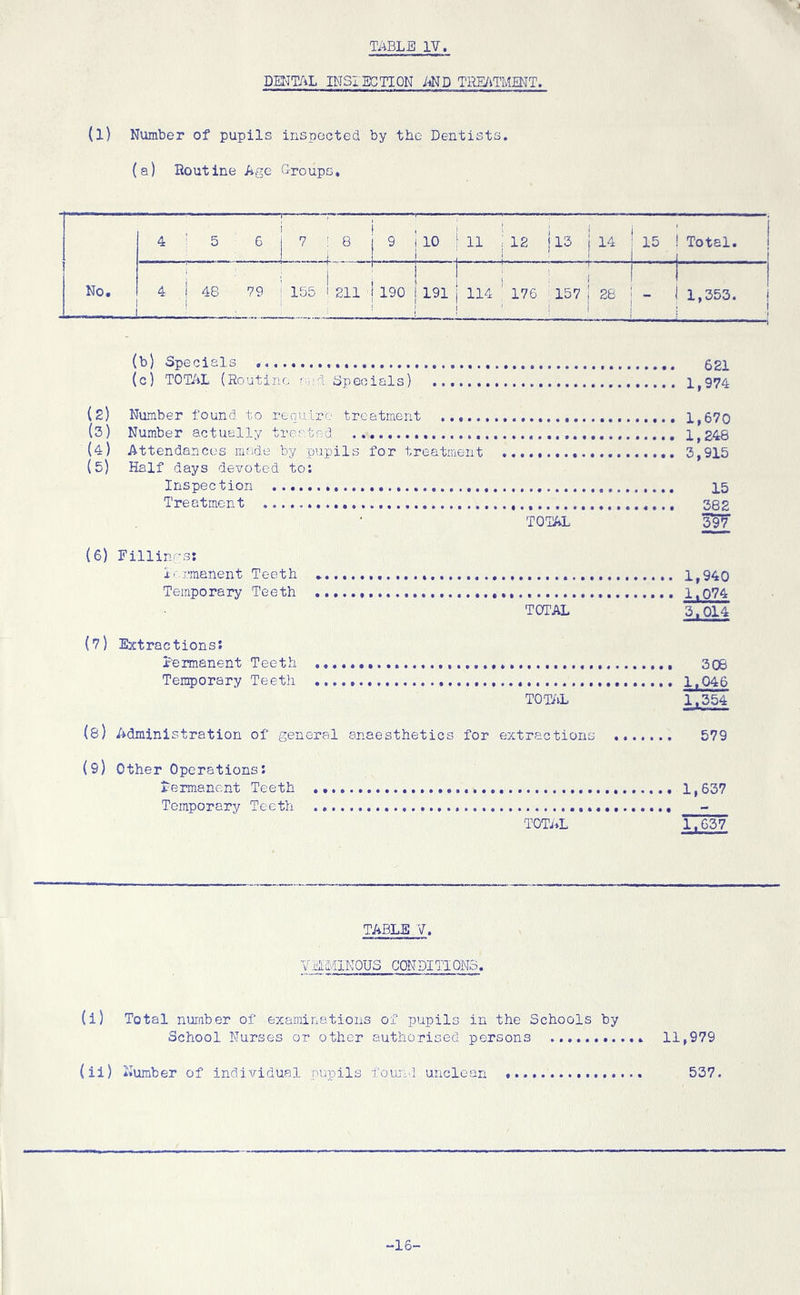 TABLE IV.
DENTAL INSPECTION AND TREATMENT.
(1) Number of pupils inspected by the Dentists.
(a) Routine Age Groups.
4 5 6 7 8 9 10 11 12 13 14 15 Total.
No. 4 48 79 155 211 190 191 114 176 157 28 - 1,353.
(b) Specials ........ 621
(c) TOTAL (Routine and Specials) ........ 1,974
(2) Number found to require treatment ........ 1,670
(3) Number actually treated ........ 1,248
(4) Attendances made by pupils for treatment ........ 3,915
(5) Half days devoted to:
Inspection ........ 15
Treatment ........ 382
TOTAL 397
(6) Fillings:
Permanent Teeth ........ 1,940
Temporary Teeth ........ 1,074
TOTAL 3,014
(7) Extractions:
Permanent Teeth ........ 308
Temporary Teeth ........ 1,046
TOTAL 1,354
(8) Administration of general anaesthetics for extractions ....... 579
(9) Other Operations:
Permanent Teeth ........ 1,637
Temporary Teeth ........ -
TOTAL 1,637
TABLE V.
VERMINOUS CONDITIONS.
(i) Total number of examinations of pupils in the Schools by
School Nurses or other authorised persons ........... 11,979
(ii) Number of individual pupils found unclean ........ 537.
-16-